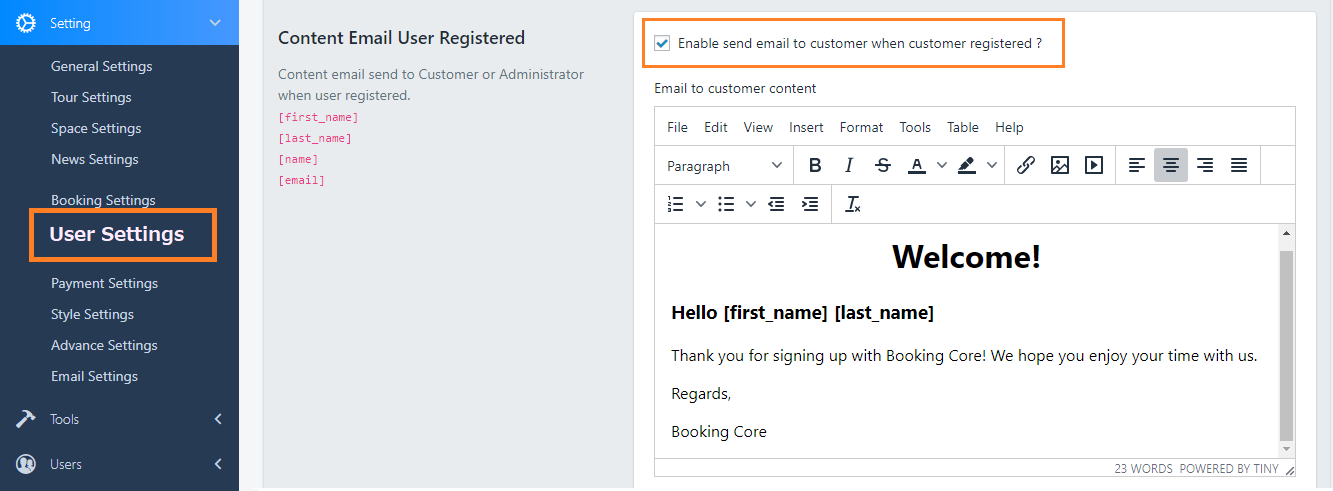 Setting
General Settings
Tour Settings
Space Settings
News Settings
Booking Settings
User Settings
Payment Settings
Style Settings
Advance Settings
Email Settings
Tools
Users
Content Email User Registered
Content email send to Customer or Administrator
when user registered.
[first_name]
[last_name]
[name]
[email]
Enable send email to customer when customer registered ?
Email to customer content
File Edit View Insert Format Tools Table Help
Paragraph
Welcome!
Hello [first_name] [last_name]
Thank you for signing up with Booking Core! We hope you enjoy your time with us.
Regards,
Booking Core
23 WORDS POWERED BY TINY